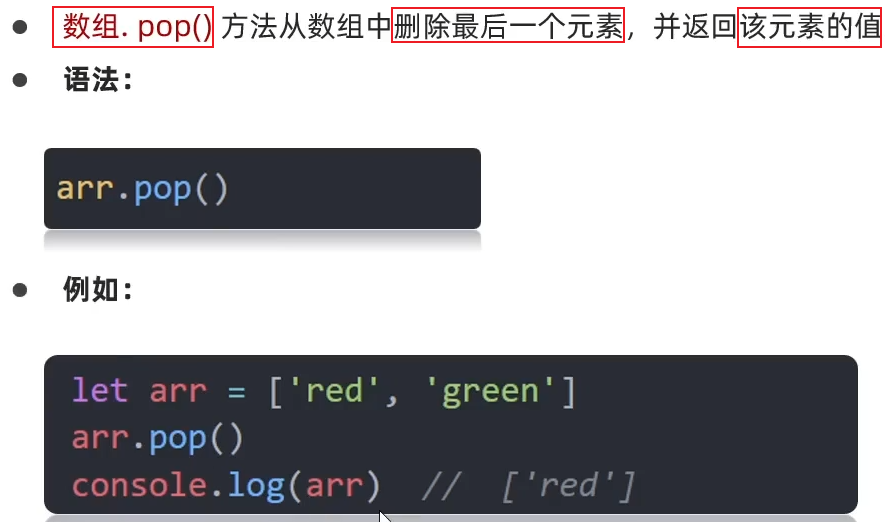 数组. pop() 方法从数组中删除最后一个元素，并返回该元素的值
语法：
arr.pop()
例如：
let arr = ['red', 'green']
arr.pop()
console.log(arr)  //  ['red']